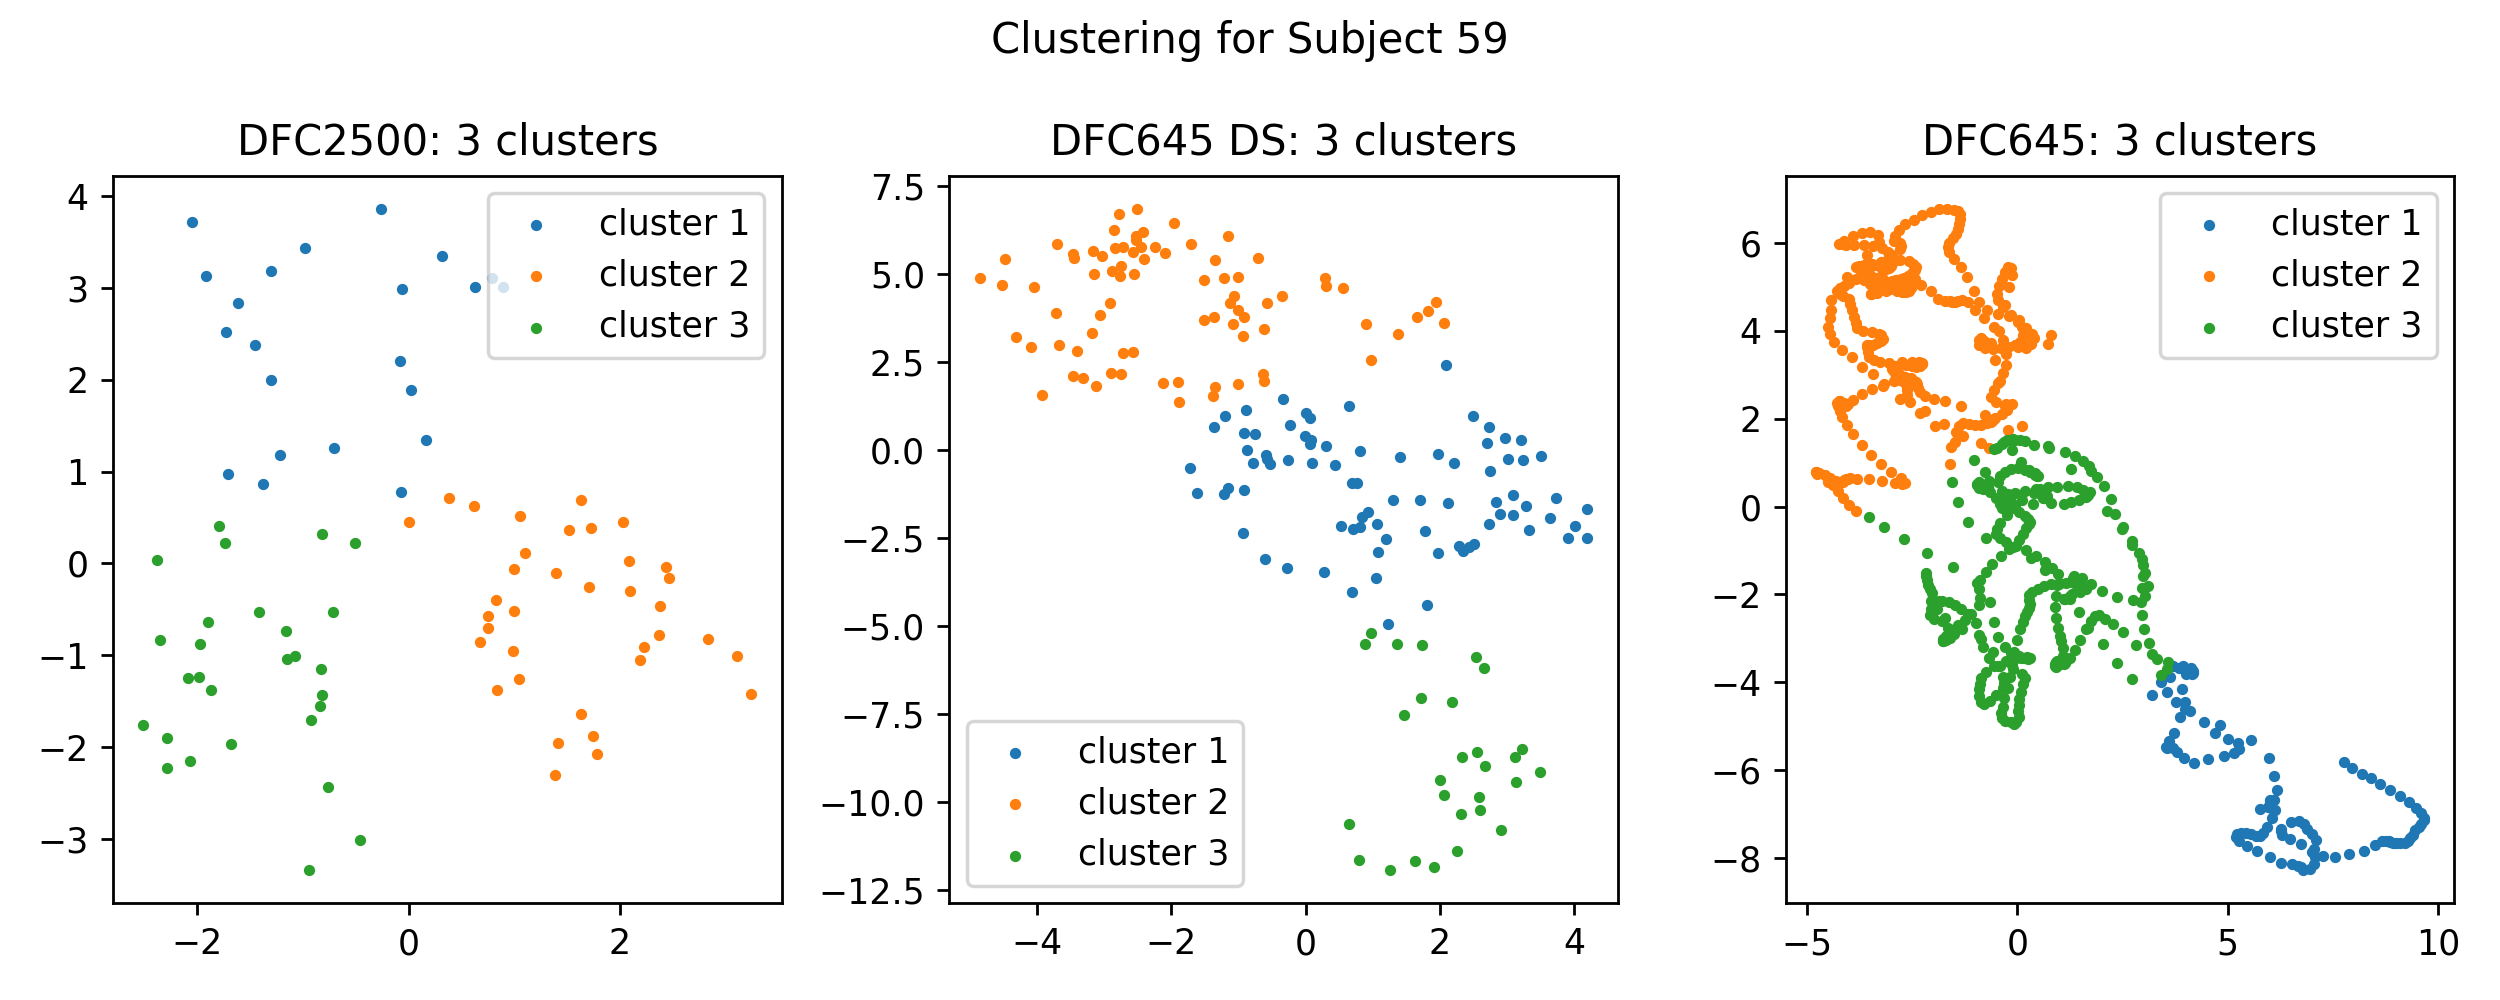 Clustering for Subject 59
DFC2500: 3 clusters
4
3
2
1
0
−1
−2
−3
−2
0
2
cluster 1
cluster 2
cluster 3
DFC645 DS: 3 clusters
7.5
5.0
2.5
0.0
−2.5
−5.0
−7.5
−10.0
−12.5
−4
−2
0
2
4
cluster 1
cluster 2
cluster 3
DFC645: 3 clusters
6
4
2
0
−2
−4
−6
−8
−5
0
5
10
cluster 1
cluster 2
cluster 3